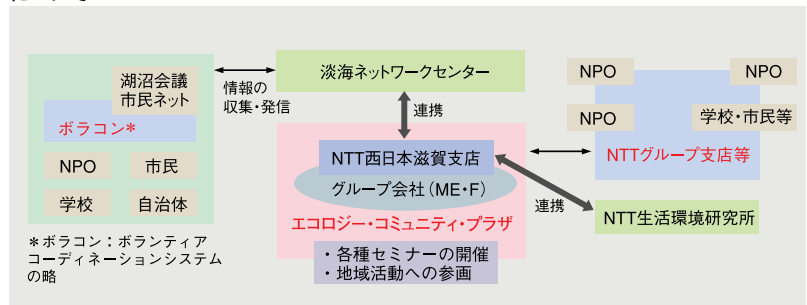 湖沼会議
市民ネット
ボラコン*
NPO
市民
学校
自治体
*ボラコン：ボランティア
コーディネーションシステム
の略
情報の
収集・発信
淡海ネットワークセンター
連携
NTT西日本滋賀支店
グループ会社（ME・F）
エコロジー・コミュニティ・プラザ
・各種セミナーの開催
・地域活動への参画
連携
NPO
NPO
NPO
学校・市民等
NTTグループ支店等
NTT生活環境研究所